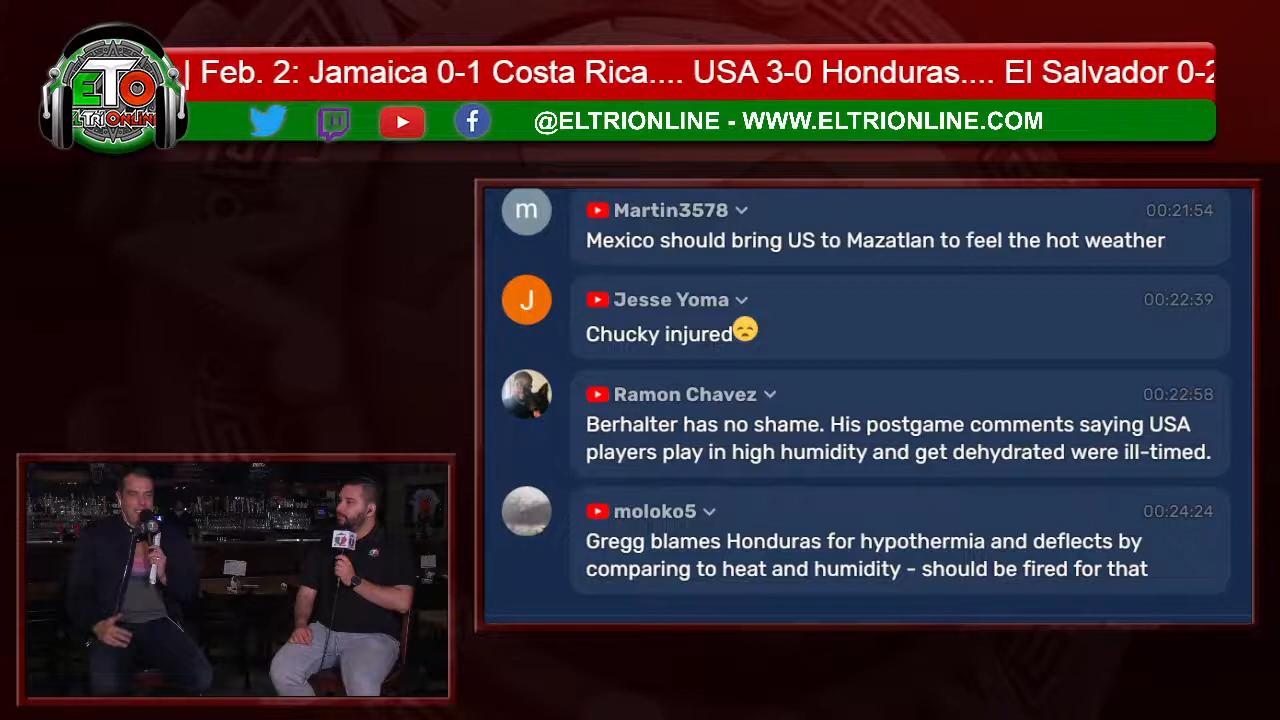 ETO
EL TRI ONLINE
| Feb. 2: Jamaica 0-1 Costa Rica.... USA 3-0 Honduras.... El Salvador 0-2
@ELTRIONLINE - WWW.ELTRIONLINE.COM
m
Martin3578
00:21:54
Mexico should bring US to Mazatlan to feel the hot weather
J
Jesse Yoma
00:22:39
Chucky injured
Ramon Chavez
00:22:58
Berhalter has no shame. His postgame comments saying USA
players play in high humidity and get dehydrated were ill-timed.
moloko5
00:24:24
Gregg blames Honduras for hypothermia and deflects by
comparing to heat and humidity - should be fired for that